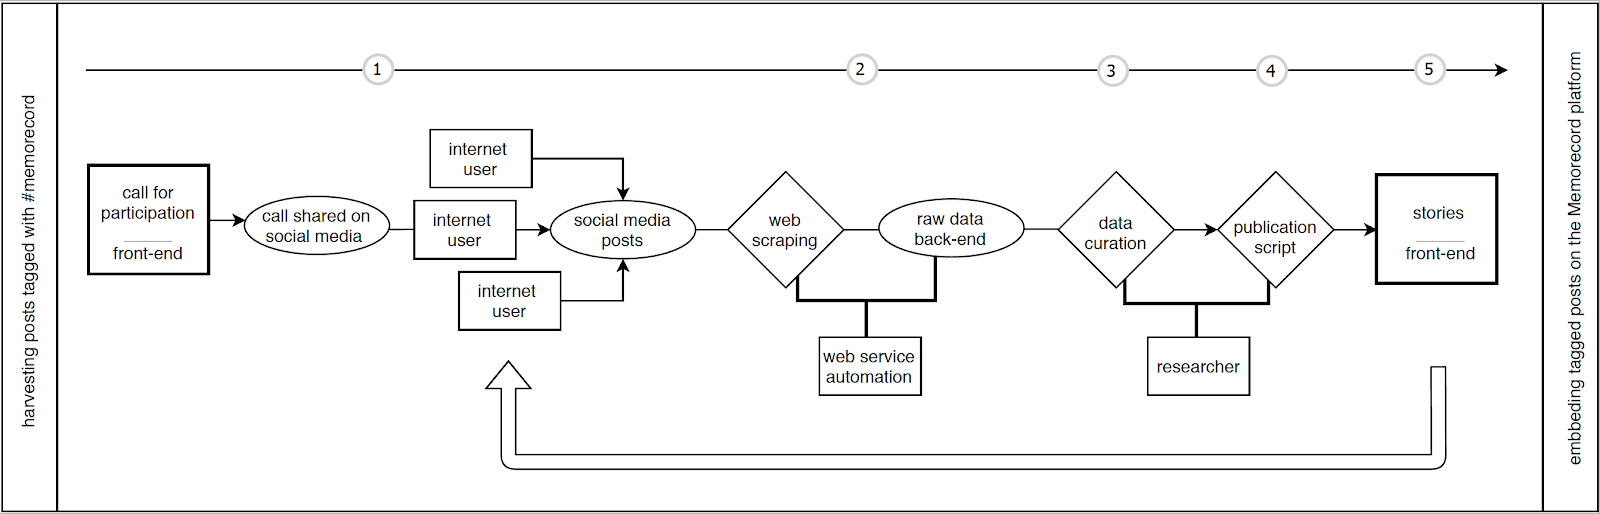 harvesting posts tagged with #memorecord
1
2
3
4
5
call for
participation
front-end
call shared on
social media
internet
user
internet
user
internet
user
social media
posts
web
scraping
raw data
back-end
web service
automation
data
curation
publication
script
researcher
stories
front-end
embbeding tagged posts on the Memorecord platform